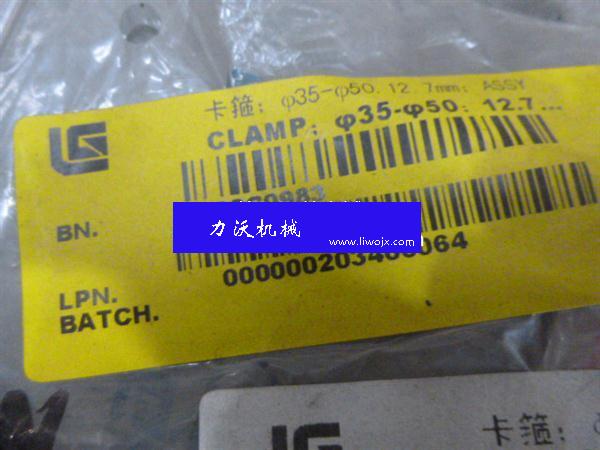 卡箍: φ35-φ50.12.7mm; ASSY
CLAMP: φ35-φ50: 12.7...
BN.
力沃机械
www.liwojx.com
LPN.
BATCH.
卡箍: